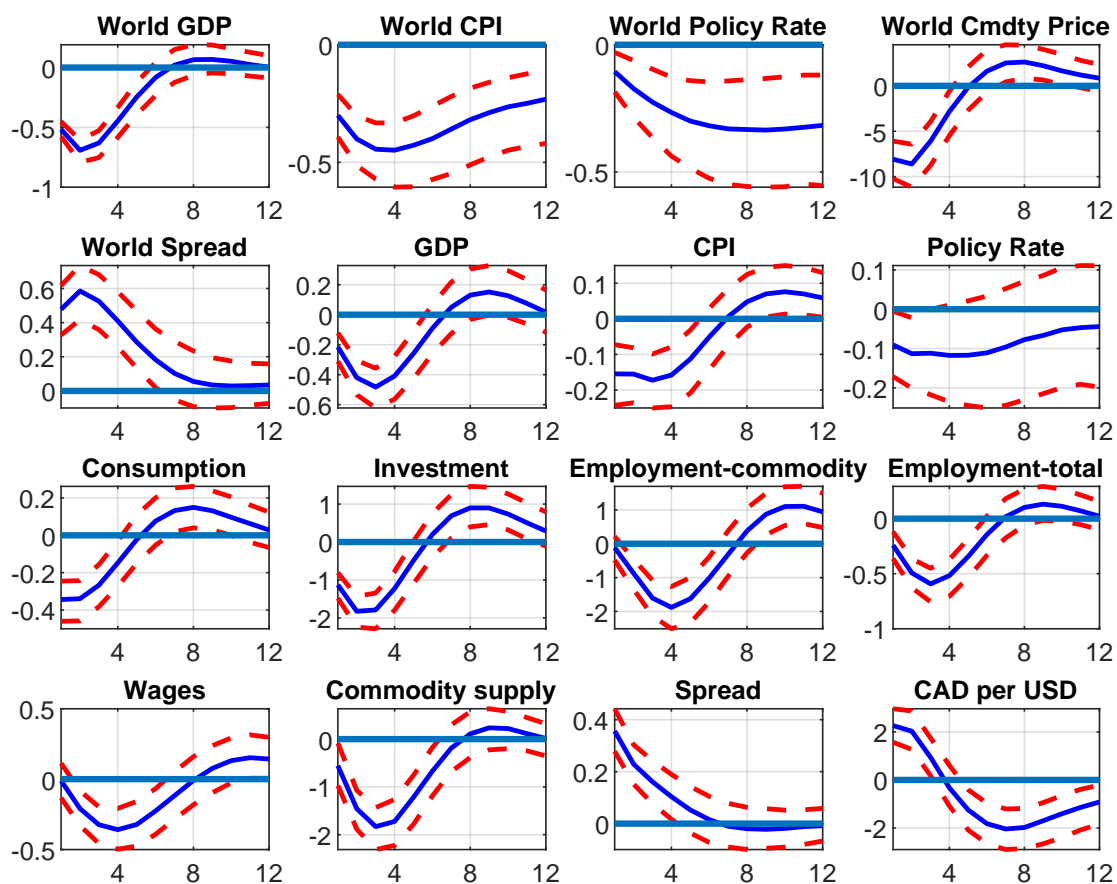 World GDP World CPI World Policy Rate World Cmdty Price
0 0 0 0
-0.5 -0.5 -0.5 -5
-1 -10
4 8 12 4 8 12 4 8 12 4 8 12
World Spread GDP CPI Policy Rate
0.6 0.2 0.1 0.1
0.4 0 0 0
0.2 -0.2 -0.1 -0.1
0 -0.4 -0.2 -0.2
-0.6
4 8 12 4 8 12 4 8 12 4 8 12
Consumption Investment Employment-commodity Employment-total
0.2 1 1 0
0 0 0 -0.5
-0.2 -1 -1 -1
-0.4 -2 -2
4 8 12 4 8 12 4 8 12 4 8 12
Wages Commodity supply Spread CAD per USD
0.5 0 0.4 2
0 -1 0.2 0
-0.5 -2 0 -2
4 8 12 4 8 12 4 8 12 4 8 12